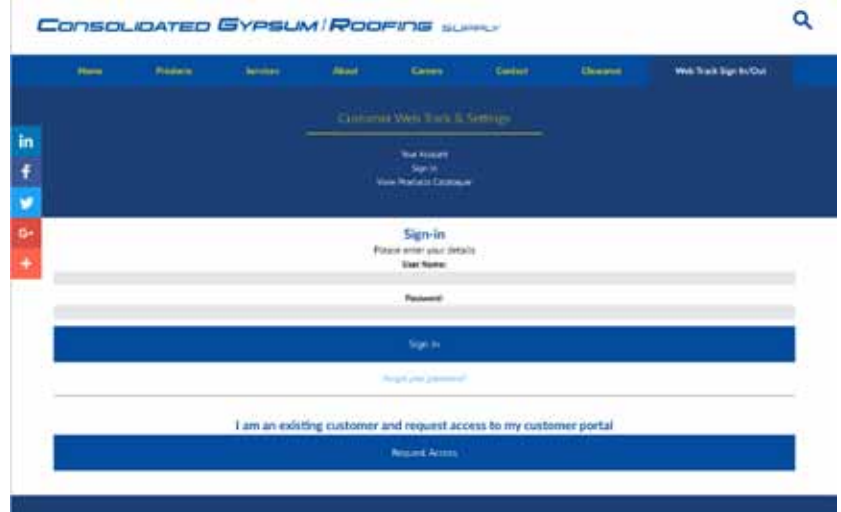 CONSOLIDATED GYPSUM | ROOFING SUPPLY
Home Products Services About Careers Contact Clearance Web Track Sign In/Out
Customer Web Track & Settings
Your Account
Sign In
View Products Catalogue
in
f
G+
+
Sign-in
Please enter your details
User Name:
Password:
Sign In
Forgot your password?
I am an existing customer and request access to my customer portal
Request Access